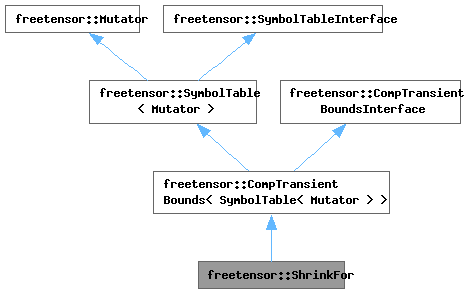 freetensor::Mutator
freetensor::SymbolTableInterface
freetensor::SymbolTable
< Mutator >
freetensor::CompTransient
BoundsInterface
freetensor::CompTransient
Bounds< SymbolTable< Mutator > >
freetensor::ShrinkFor